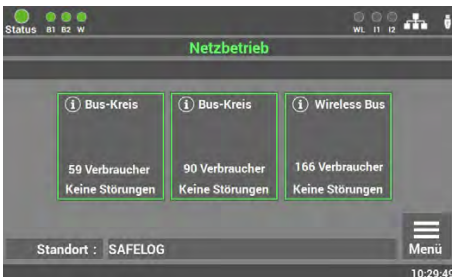 Status B1 B2 W WL I1 I2
Netzbetrieb
i Bus-Kreis
59 Verbraucher
Keine Störungen
i Bus-Kreis
90 Verbraucher
Keine Störungen
i Wireless Bus
166 Verbraucher
Keine Störungen
Standort : SAFELOG
Menü
10:29:49